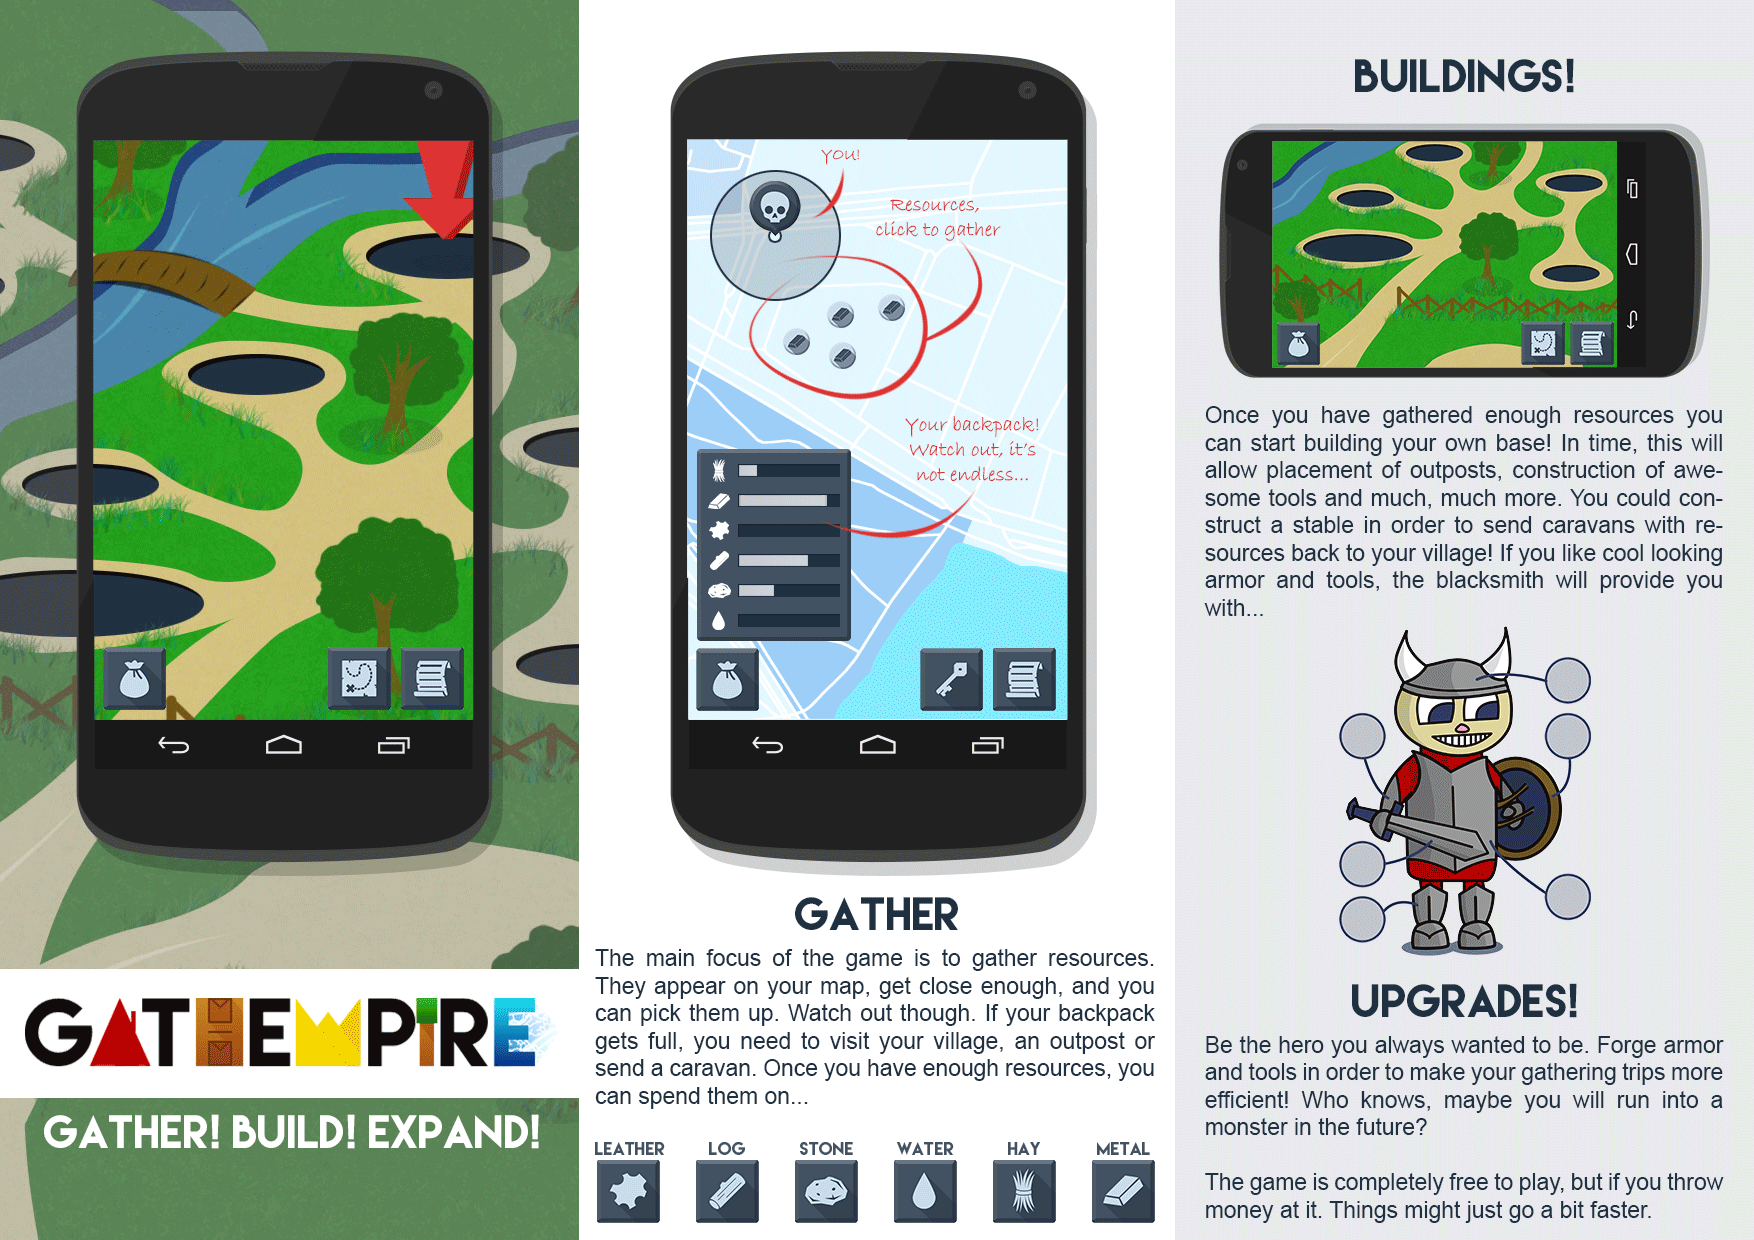 GATHEMPIRE
GATHER! BUILD! EXPAND!
YOU!
Resources,
click to gather
Your backpack!
Watch out, it's
not endless...
GATHER
The main focus of the game is to gather resources.
They appear on your map, get close enough, and you
can pick them up. Watch out though. If your backpack
gets full, you need to visit your village, an outpost or
send a caravan. Once you have enough resources, you
can spend them on...
LEATHER LOG STONE WATER HAY METAL
BUILDINGS!
Once you have gathered enough resources you
can start building your own base! In time, this will
allow placement of outposts, construction of awe-
some tools and much, much more. You could con-
struct a stable in order to send caravans with re-
sources back to your village! If you like cool looking
armor and tools, the blacksmith will provide you
with...
UPGRADES!
Be the hero you always wanted to be. Forge armor
and tools in order to make your gathering trips more
efficient! Who knows, maybe you will run into a
monster in the future?
The game is completely free to play, but if you throw
money at it. Things might just go a bit faster.